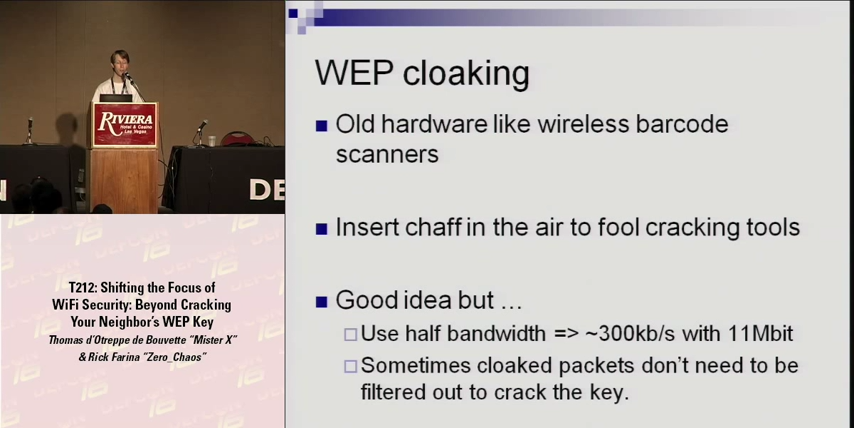 RIVIERA
Hotel & Casino
Las Vegas
DE
T212: Shifting the Focus of
WiFi Security: Beyond Cracking
Your Neighbor's WEP Key
Thomas d'Otreppe de Bouvette "Mister X"
& Rick Farina "Zero_Chaos"
WEP cloaking
Old hardware like wireless barcode
scanners
Insert chaff in the air to fool cracking tools
Good idea but …
Use half bandwidth => ~300kb/s with 11Mbit
Sometimes cloaked packets don't need to be
filtered out to crack the key.